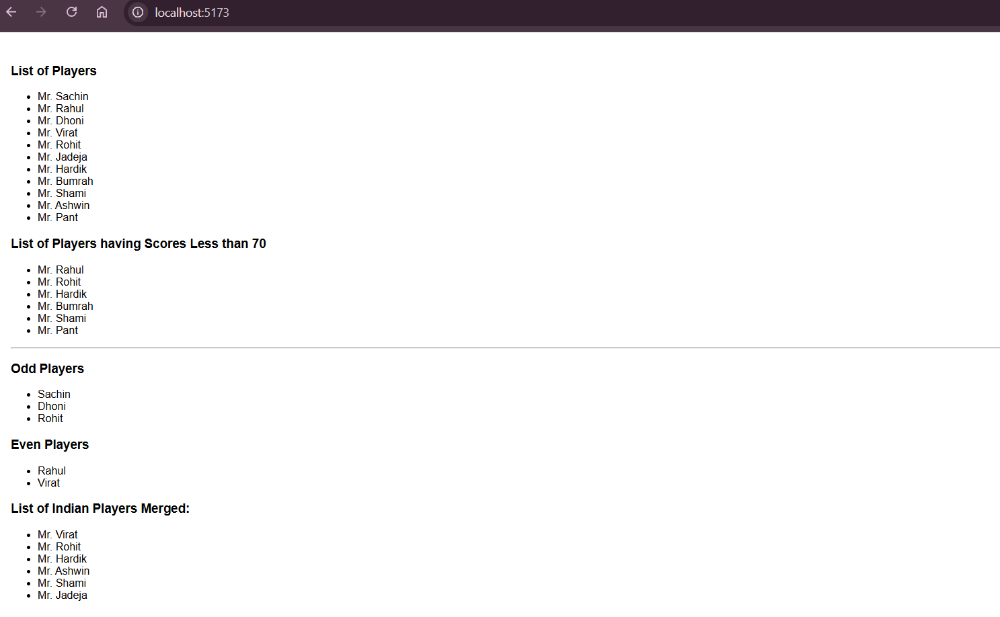 localhost:5173
List of Players
Mr. Sachin
Mr. Rahul
Mr. Dhoni
Mr. Virat
Mr. Rohit
Mr. Jadeja
Mr. Hardik
Mr. Bumrah
Mr. Shami
Mr. Ashwin
Mr. Pant
List of Players having Scores Less than 70
Mr. Rahul
Mr. Rohit
Mr. Hardik
Mr. Bumrah
Mr. Shami
Mr. Pant
Odd Players
Sachin
Dhoni
Rohit
Even Players
Rahul
Virat
List of Indian Players Merged:
Mr. Virat
Mr. Rohit
Mr. Hardik
Mr. Ashwin
Mr. Shami
Mr. Jadeja